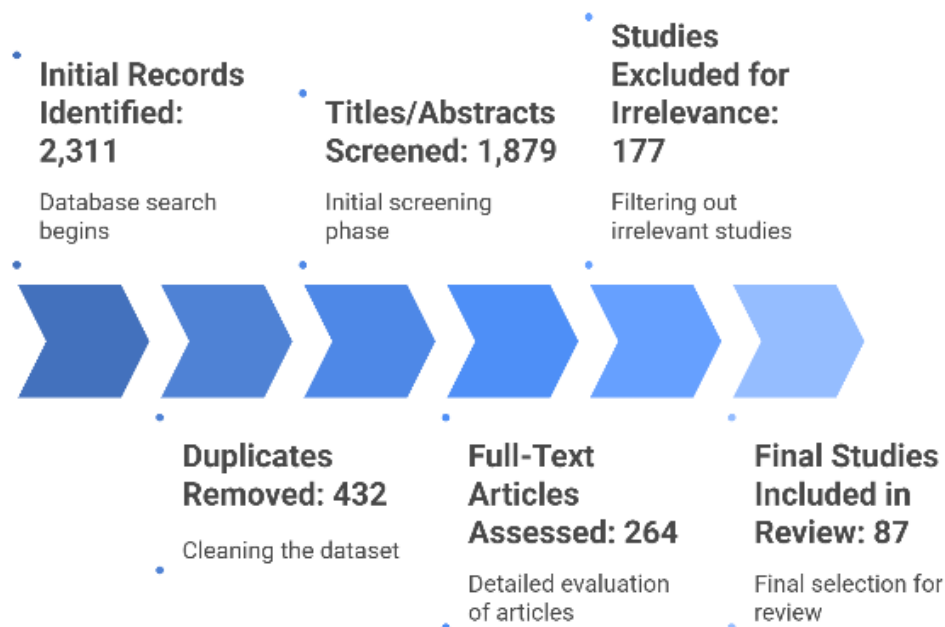 Initial Records
Identified:
2,311
Database search
begins
Duplicates
Removed: 432
Cleaning the dataset
Titles/Abstracts
Screened: 1,879
Initial screening
phase
Full-Text
Articles
Assessed: 264
Detailed evaluation
of articles
Studies
Excluded for
Irrelevance:
177
Filtering out
irrelevant studies
Final Studies
Included in
Review: 87
Final selection for
review